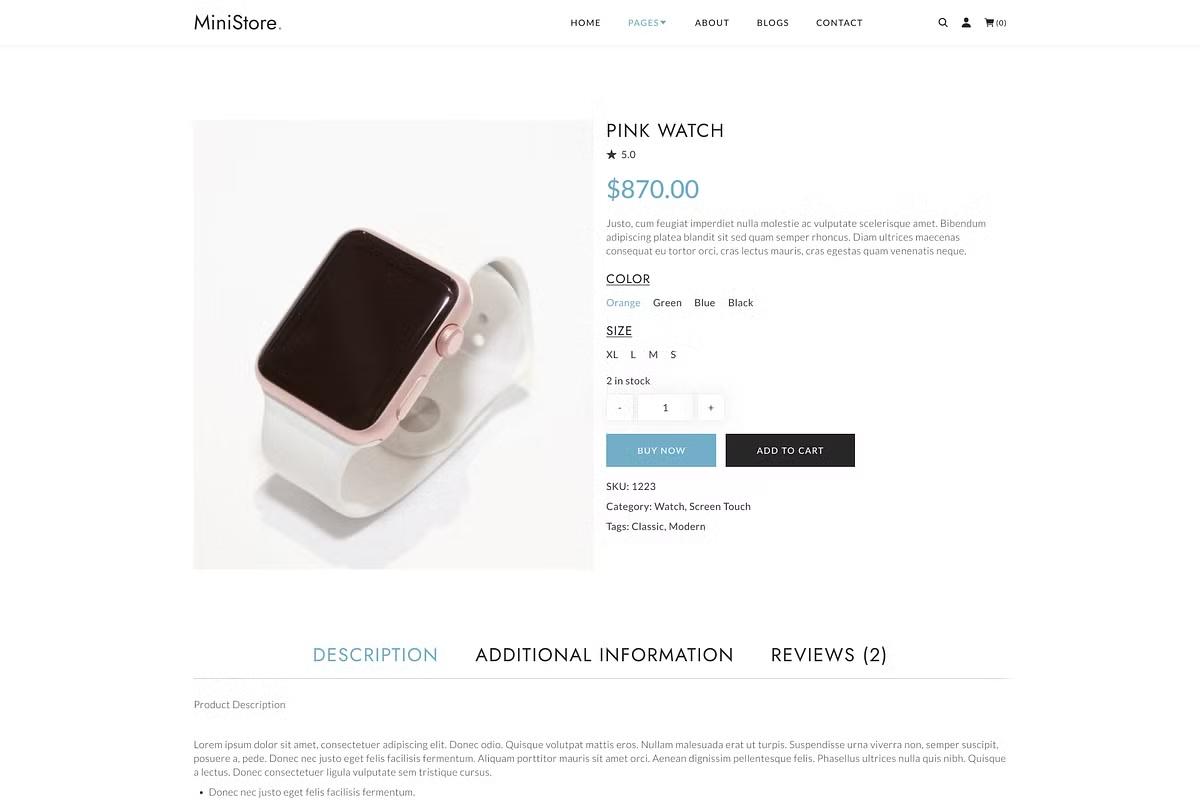 MiniStore.
HOME PAGES ABOUT BLOGS CONTACT (0)
PINK WATCH
★ 5.0
$870.00
Justo, cum feugiat imperdiet nulla molestie ac vulputate scelerisque amet. Bibendum
adipiscing platea blandit sit sed quam semper rhoncus. Diam ultrices maecenas
consequat eu tortor orci, cras lectus mauris, cras egestas quam venenatis neque.
COLOR
Orange Green Blue Black
SIZE
XL L M S
2 in stock
- 1 +
BUY NOW ADD TO CART
SKU: 1223
Category: Watch, Screen Touch
Tags: Classic, Modern
DESCRIPTION ADDITIONAL INFORMATION REVIEWS (2)
Product Description
Lorem ipsum dolor sit amet, consectetuer adipiscing elit. Donec odio. Quisque volutpat mattis eros. Nullam malesuada erat ut turpis. Suspendisse urna viverra non, semper suscipit,
posuere a, pede. Donec nec justo eget felis facilisis fermentum. Aliquam porttitor mauris sit amet orci. Aenean dignissim pellentesque felis. Phasellus ultrices nulla quis nibh. Quisque
a lectus. Donec consectetuer ligula vulputate sem tristique cursus.
• Donec nec justo eget felis facilisis fermentum.